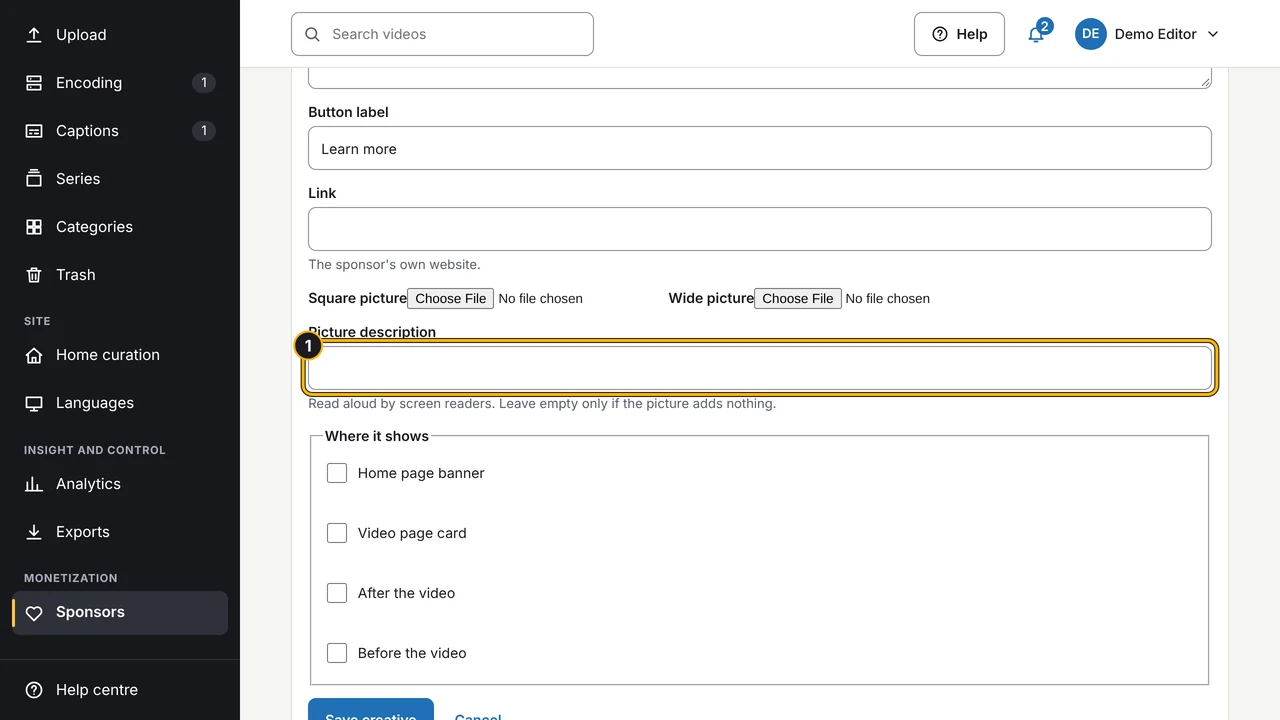 Upload
Encoding 1
Captions 1
Series
Categories
Trash
SITE
Home curation
Languages
INSIGHT AND CONTROL
Analytics
Exports
MONETIZATION
Sponsors
Help centre
Search videos
Help
2
DE Demo Editor
Button label
Learn more
Link
The sponsor's own website.
Square picture Choose File No file chosen
Wide picture Choose File No file chosen
Picture description
1
Read aloud by screen readers. Leave empty only if the picture adds nothing.
Where it shows
Home page banner
Video page card
After the video
Before the video
Save creative Cancel